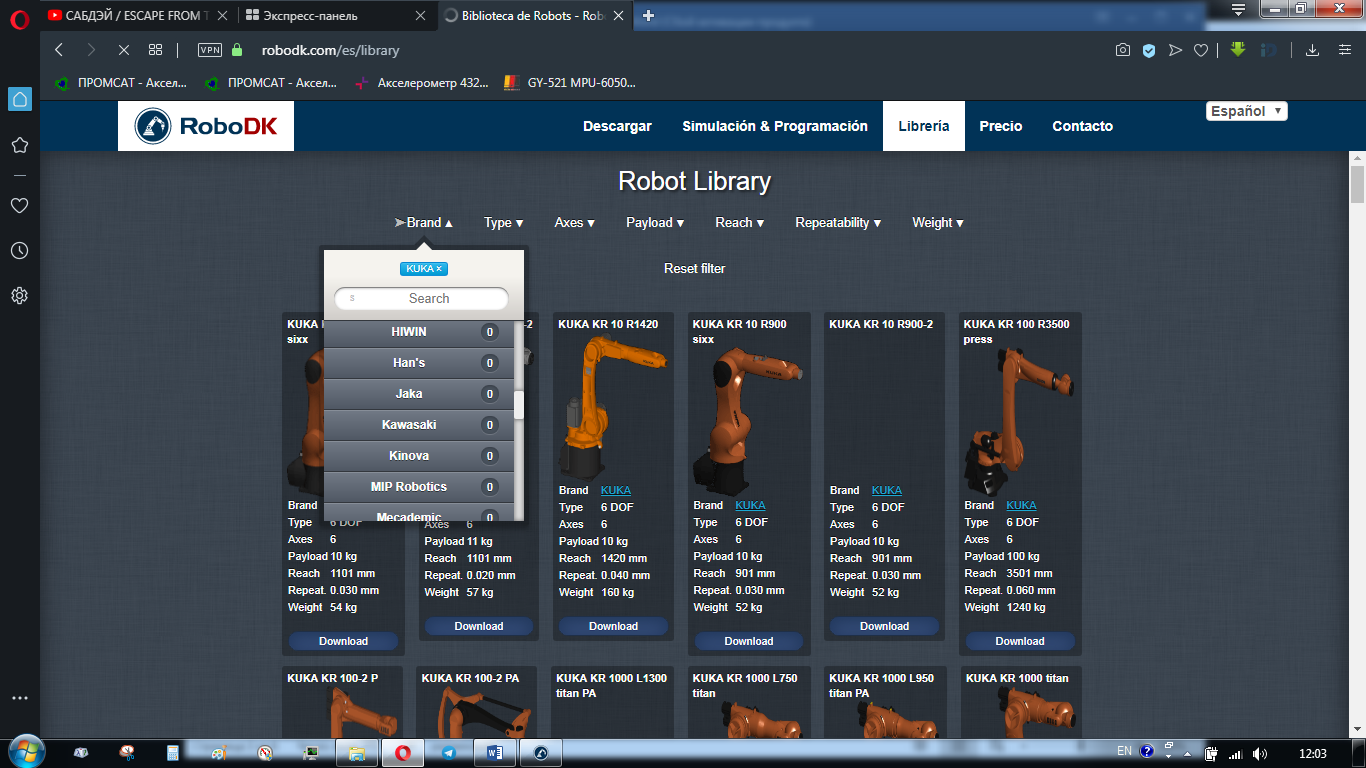 САБДЭЙ / ESCAPE FROM T
Экспресс-панель
Biblioteca de Robots - Rob
VPN
robodk.com/es/library
ПРОМСАТ - Аксел...
ПРОМСАТ - Аксел...
Акселерометр 432...
GY-521 MPU-6050...
RoboDK
Descargar
Simulación & Programación
Librería
Precio
Contacto
Español
Robot Library
Brand
Type
Axes
Payload
Reach
Repeatability
Weight
KUKA ×
Reset filter
Search
HIWIN 0
Han's 0
Jaka 0
Kawasaki 0
Kinova 0
MIP Robotics 0
Mecademic 0
KUKA
sixx
Brand
Type 6 DOF
Axes 6
Payload 10 kg
Reach 1101 mm
Repeat. 0.030 mm
Weight 54 kg
Download
-2
Axes 6
Payload 11 kg
Reach 1101 mm
Repeat. 0.020 mm
Weight 57 kg
Download
KUKA KR 10 R1420
Brand KUKA
Type 6 DOF
Axes 6
Payload 10 kg
Reach 1420 mm
Repeat. 0.040 mm
Weight 160 kg
Download
KUKA KR 10 R900
sixx
Brand KUKA
Type 6 DOF
Axes 6
Payload 10 kg
Reach 901 mm
Repeat. 0.030 mm
Weight 52 kg
Download
KUKA KR 10 R900-2
Brand KUKA
Type 6 DOF
Axes 6
Payload 10 kg
Reach 901 mm
Repeat. 0.030 mm
Weight 52 kg
Download
KUKA KR 100 R3500
press
Brand KUKA
Type 6 DOF
Axes 6
Payload 100 kg
Reach 3501 mm
Repeat. 0.060 mm
Weight 1240 kg
Download
KUKA KR 100-2 P
KUKA KR 100-2 PA
KUKA KR 1000 L1300
titan PA
KUKA KR 1000 L750
titan
KUKA KR 1000 L950
titan PA
KUKA KR 1000 titan
EN
12:03